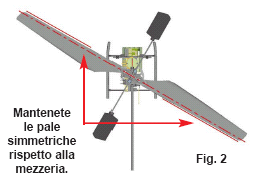 Mantenete
le pale
simmetriche
rispetto alla
mezzeria.
Fig. 2